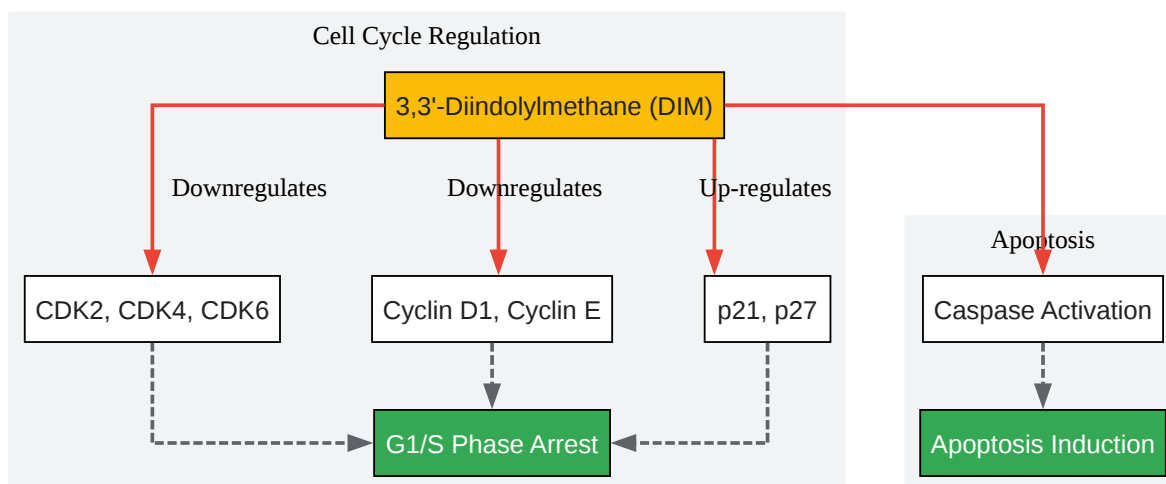 Cell Cycle Regulation
3,3'-Diindolylmethane (DIM)
Downregulates
Downregulates
Up-regulates
Apoptosis
CDK2, CDK4, CDK6
Cyclin D1, Cyclin E
p21, p27
Caspase Activation
G1/S Phase Arrest
Apoptosis Induction